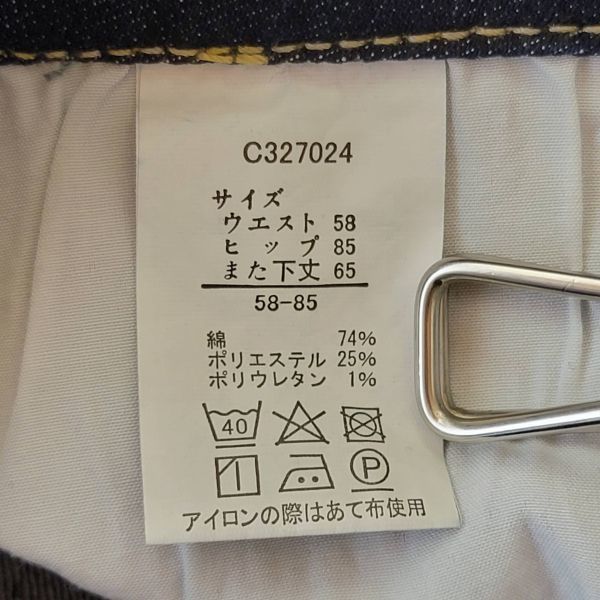 C327024
サイズ
ウエスト 58
ヒップ 85
また下丈 65
58-85
綿 74%
ポリエステル 25%
ポリウレタン 1%
40
P
アイロンの際はあて布使用